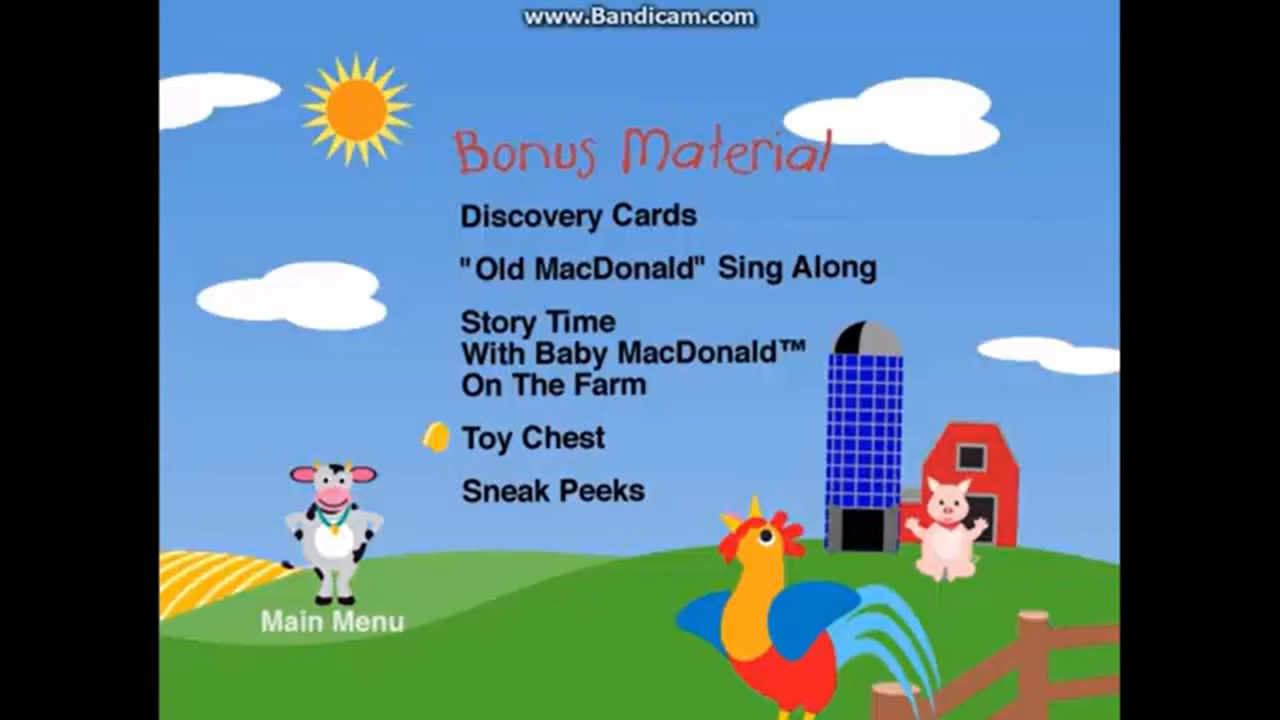 www.Bandicam.com
Bonus Material
Discovery Cards
"Old MacDonald" Sing Along
Story Time
With Baby MacDonald™
On The Farm
Toy Chest
Sneak Peeks
Main Menu